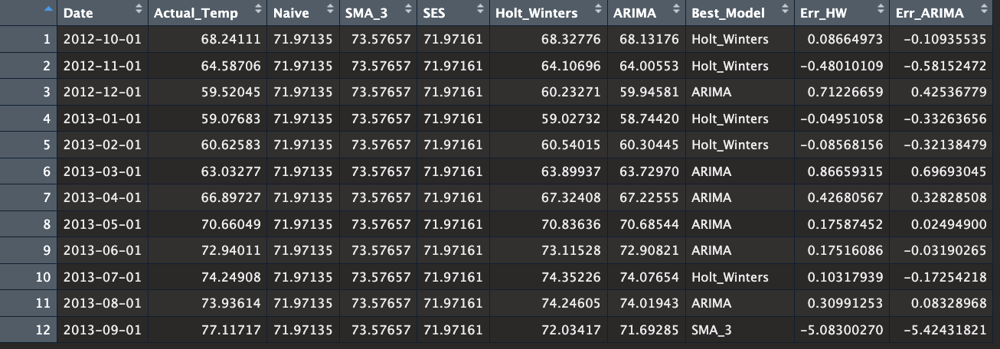 Date Actual_Temp Naive SMA_3 SES Holt_Winters ARIMA Best_Model Err_HW Err_ARIMA
1 2012-10-01 68.24111 71.97135 73.57657 71.97161 68.32776 68.13176 Holt_Winters 0.08664973 -0.10935535
2 2012-11-01 64.58706 71.97135 73.57657 71.97161 64.10696 64.00553 Holt_Winters -0.48010109 -0.58152472
3 2012-12-01 59.52045 71.97135 73.57657 71.97161 60.23271 59.94581 ARIMA 0.71226659 0.42536779
4 2013-01-01 59.07683 71.97135 73.57657 71.97161 59.02732 58.74420 Holt_Winters -0.04951058 -0.33263656
5 2013-02-01 60.62583 71.97135 73.57657 71.97161 60.54015 60.30445 Holt_Winters -0.08568156 -0.32138479
6 2013-03-01 63.03277 71.97135 73.57657 71.97161 63.89937 63.72970 ARIMA 0.86659315 0.69693045
7 2013-04-01 66.89727 71.97135 73.57657 71.97161 67.32408 67.22555 ARIMA 0.42680567 0.32828508
8 2013-05-01 70.66049 71.97135 73.57657 71.97161 70.83636 70.68544 ARIMA 0.17587452 0.02494900
9 2013-06-01 72.94011 71.97135 73.57657 71.97161 73.11528 72.90821 ARIMA 0.17516086 -0.03190265
10 2013-07-01 74.24908 71.97135 73.57657 71.97161 74.35226 74.07654 Holt_Winters 0.10317939 -0.17254218
11 2013-08-01 73.93614 71.97135 73.57657 71.97161 74.24605 74.01943 ARIMA 0.30991253 0.08328968
12 2013-09-01 77.11717 71.97135 73.57657 71.97161 72.03417 71.69285 SMA_3 -5.08300270 -5.42431821